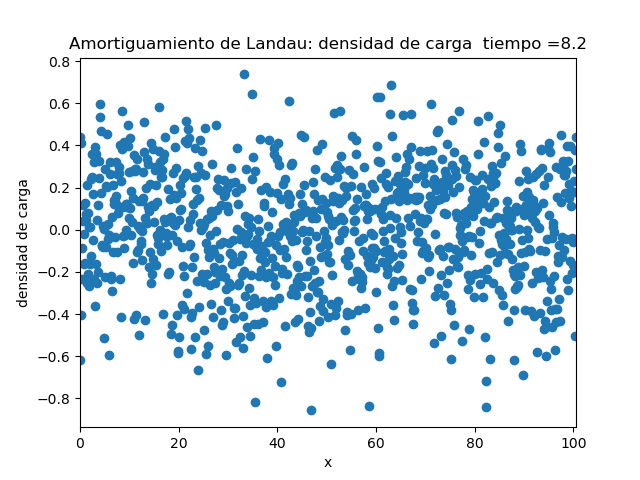 Amortiguamiento de Landau: densidad de carga  tiempo =8.2
densidad de carga
0.8
0.6
0.4
0.2
0.0
−0.2
−0.4
−0.6
−0.8
0 20 40 60 80 100
x